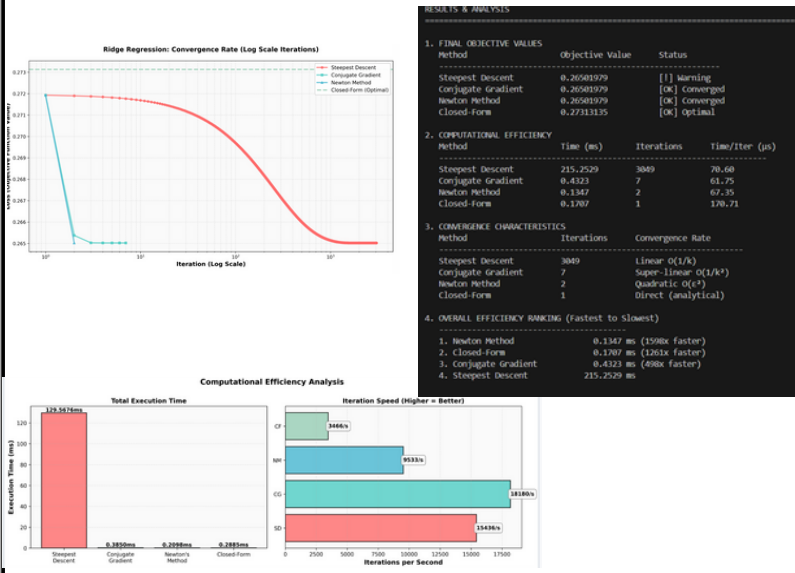 Ridge Regression: Convergence Rate (Log Scale Iterations)
Steepest Descent
Conjugate Gradient
Newton Method
Closed-Form (Optimal)
0.273
0.272
0.271
0.270
0.269
0.268
0.267
0.266
0.265
Loss (Objective Function Value)
10⁰ 10¹ 10² 10³
Iteration (Log Scale)
RESULTS & ANALYSIS
1. FINAL OBJECTIVE VALUES
Method Objective Value Status
Steepest Descent 0.26501979 [!] Warning
Conjugate Gradient 0.26501979 [OK] Converged
Newton Method 0.26501979 [OK] Converged
Closed-Form 0.27313135 [OK] Optimal
2. COMPUTATIONAL EFFICIENCY
Method Time (ms) Iterations Time/Iter (μs)
Steepest Descent 215.2529 3049 70.60
Conjugate Gradient 0.4323 7 61.75
Newton Method 0.1347 2 67.35
Closed-Form 0.1707 1 170.71
3. CONVERGENCE CHARACTERISTICS
Method Iterations Convergence Rate
Steepest Descent 3049 Linear O(1/k)
Conjugate Gradient 7 Super-linear O(1/k²)
Newton Method 2 Quadratic O(ε²)
Closed-Form 1 Direct (analytical)
4. OVERALL EFFICIENCY RANKING (Fastest to Slowest)
1. Newton Method 0.1347 ms (1598x faster)
2. Closed-Form 0.1707 ms (1261x faster)
3. Conjugate Gradient 0.4323 ms (498x faster)
4. Steepest Descent 215.2529 ms
Computational Efficiency Analysis
Total Execution Time
129.5676ms
0.3850ms 0.2098ms 0.2885ms
120
100
80
60
40
20
0
Execution Time (ms)
Steepest Descent
Conjugate Gradient
Newton's Method
Closed-Form
Iteration Speed (Higher = Better)
CF 3466/s
NM 9533/s
CG 18180/s
SD 15436/s
0 2500 5000 7500 10000 12500 15000 17500
Iterations per Second